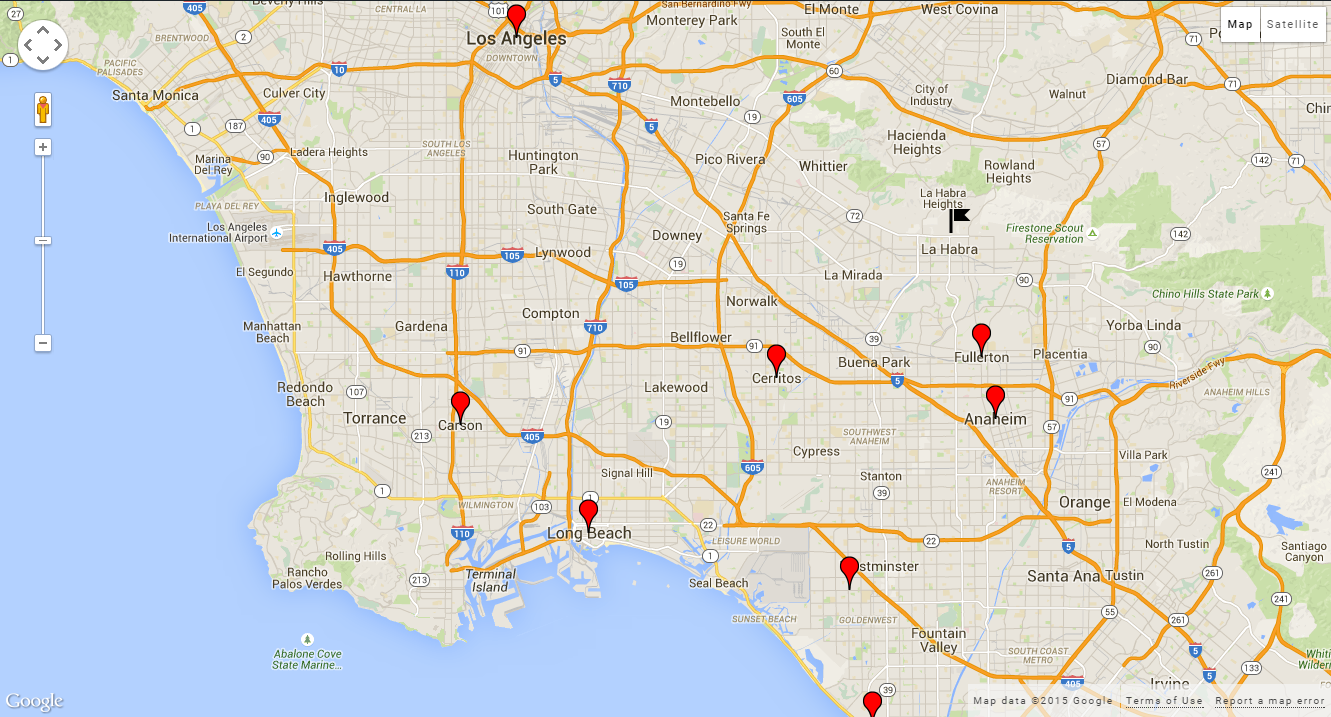 405
Beverly Hills
CENTRAL LA
101
San Bernardino Fwy
El Monte
West Covina
27
Monterey Park
Map
Satellite
BRENTWOOD
2
Los Angeles
DOWNTOWN
South El
Monte
71
1
PACIFIC
PALISADES
10
5
710
60
Diamond Bar
71
Santa Monica
Culver City
Montebello
605
City of
Industry
Walnut
Chin
405
1
187
19
5
Hacienda
Heights
57
SOUTH LOS
ANGELES
Ladera Heights
90
Marina
Del Rey
Huntington
Park
Pico Rivera
Whittier
Rowland
Heights
142
71
Inglewood
La Habra
Heights
PLAYA DEL REY
South Gate
Santa Fe
Springs
72
Los Angeles
International Airport
Downey
Firestone Scout
Reservation
142
405
105
Lynwood
La Habra
El Segundo
Hawthorne
110
19
La Mirada
90
105
Norwalk
Chino Hills State Park
Compton
Manhattan
Beach
Gardena
710
Bellflower
91
39
Yorba Linda
91
Fullerton
Placentia
90
Buena Park
Cerritos
5
Riverside Fwy
Redondo
Beach
107
Lakewood
91
ANAHEIM HILLS
Torrance
Carson
213
19
Anaheim
57
405
SOUTHWEST
ANAHEIM
Cypress
Villa Park
Signal Hill
605
241
Stanton
ANAHEIM
RESORT
1
39
1
WILMINGTON
103
Orange
El Modena
22
110
Long Beach
LEISURE WORLD
22
5
North Tustin
Santiago
Canyon
Rolling Hills
1
Rancho
Palos Verdes
213
Terminal
Island
Seal Beach
stminster
Santa Ana
Tustin
261
241
SUNSET BEACH
GOLDENWEST
55
261
Fountain
Valley
Abalone Cove
State Marine...
SOUTH COAST
METRO
5
133
Whiti
Wildern
405
5
Irvine
39
Google
Map data ©2015 Google
Terms of Use
Report a map error